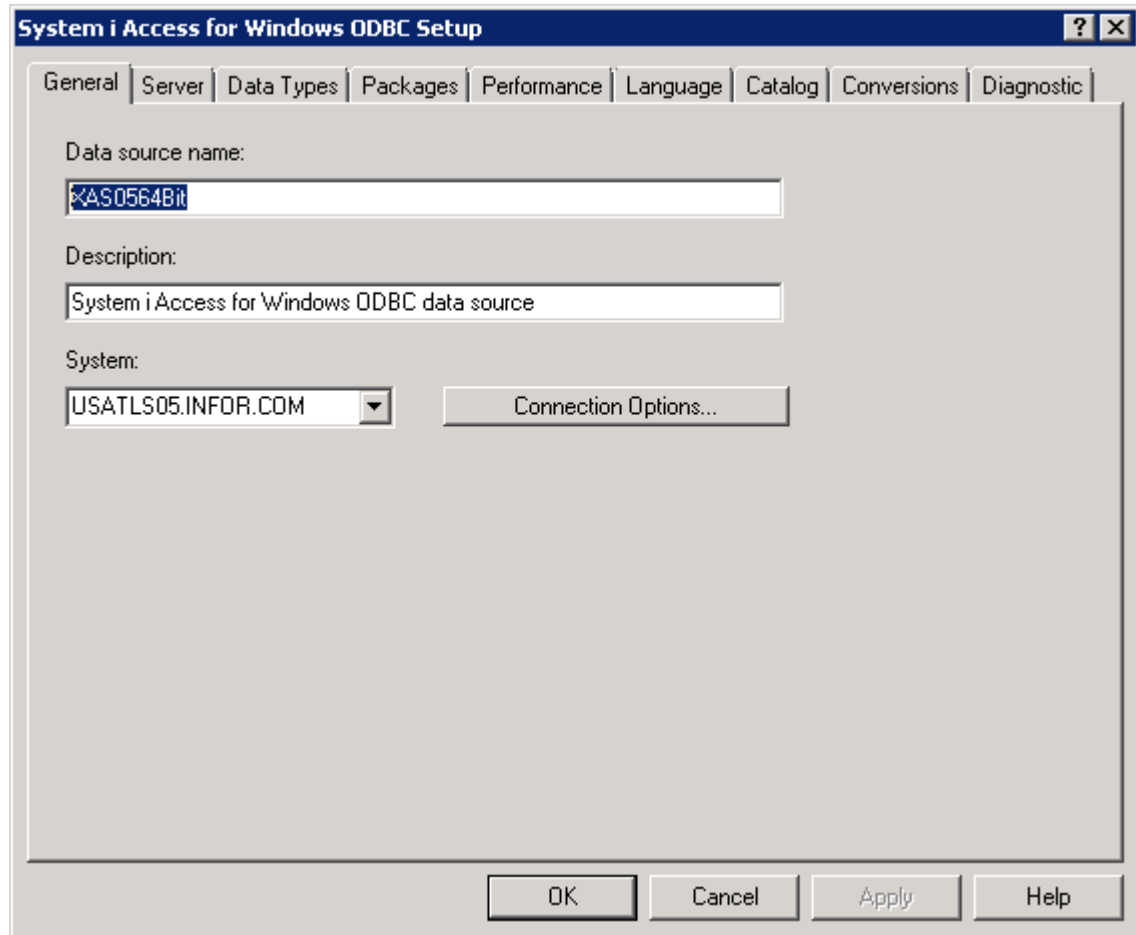 System i Access for Windows ODBC Setup
General Server Data Types Packages Performance Language Catalog Conversions Diagnostic
Data source name:
XAS0564Bit
Description:
System i Access for Windows ODBC data source
System:
USATLS05.INFOR.COM Connection Options...
OK Cancel Apply Help